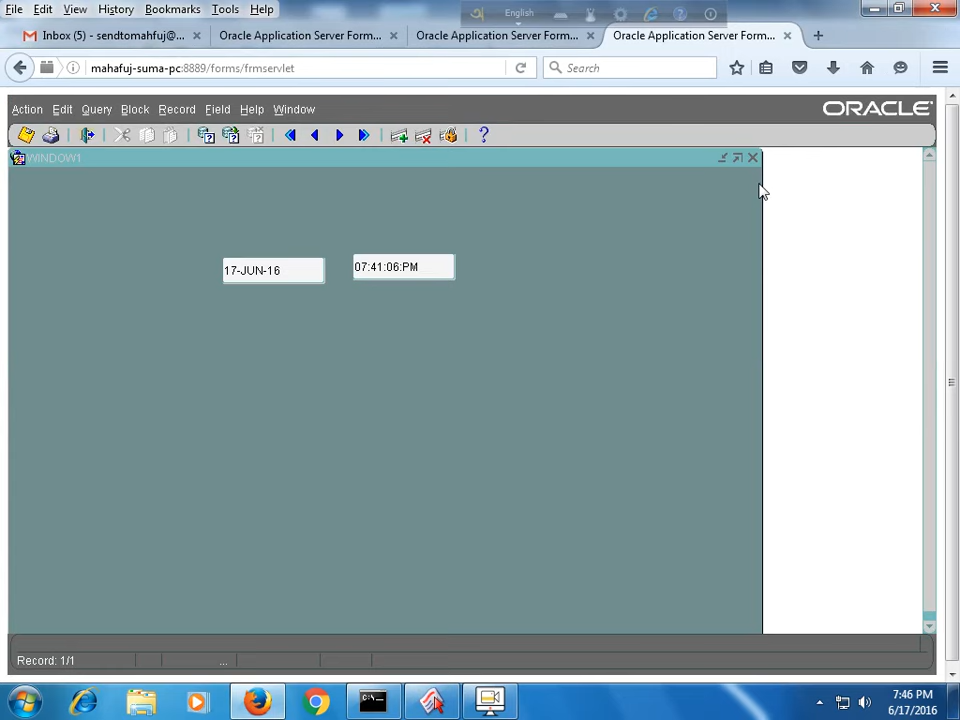 File Edit View History Bookmarks Tools Help
English
Inbox (5) - sendtomahfuj@... Oracle Application Server Form... Oracle Application Server Form... Oracle Application Server Form...
mahafuj-suma-pc:8889/forms/frmservlet Search
Action Edit Query Block Record Field Help Window ORACLE
WINDOW1
17-JUN-16 07:41:06:PM
Record: 1/1 ...
7:46 PM
6/17/2016